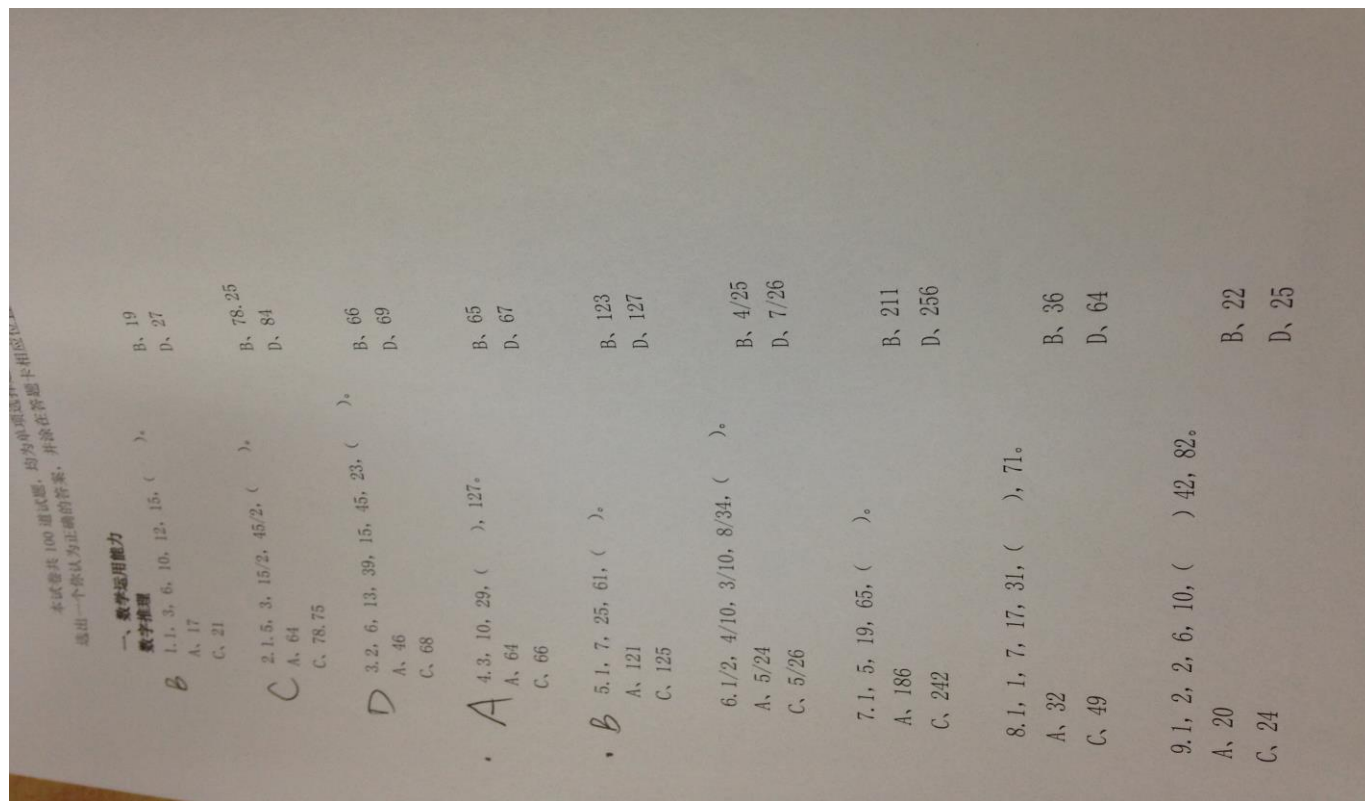 本试卷共 100 道试题，均为单项选择
选出一个你认为正确的答案，并涂在答题卡相应位
一、数学运用能力
数字推理
1.1，3，6，10，12，15，（ ）。
B
A、17 B、19
C、21 D、27
2.1.5，3，15/2，45/2，（ ）。
C
A、64 B、78.25
C、78.75 D、84
3.2，6，13，39，15，45，23，（ ）。
D
A、46 B、66
C、68 D、69
4.3，10，29，（ ），127。
A
A、64 B、65
C、66 D、67
5.1，7，25，61，（ ）。
B
A、121 B、123
C、125 D、127
6.1/2，4/10，3/10，8/34，（ ）。
A、5/24 B、4/25
C、5/26 D、7/26
7.1，5，19，65，（ ）。
A、186 B、211
C、242 D、256
8.1，1，7，17，31，（ ），71。
A、32 B、36
C、49 D、64
9.1，2，2，6，10，（ ）42，82。
A、20 B、22
C、24 D、25